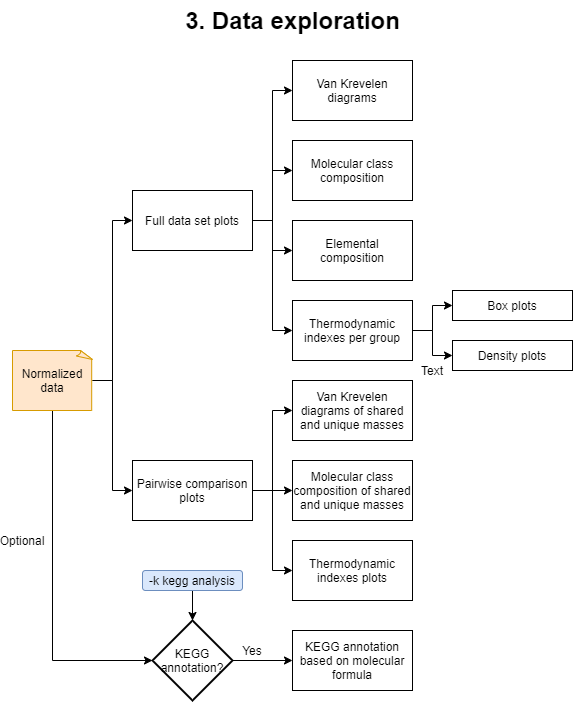 3. Data exploration
Van Krevelen
diagrams
Molecular class
composition
Full data set plots
Elemental
composition
Thermodynamic
indexes per group
Box plots
Density plots
Text
Normalized
data
Van Krevelen
diagrams of shared
and unique masses
Pairwise comparison
plots
Molecular class
composition of shared
and unique masses
Optional
Thermodynamic
indexes plots
-k kegg analysis
KEGG
annotation?
Yes
KEGG annotation
based on molecular
formula